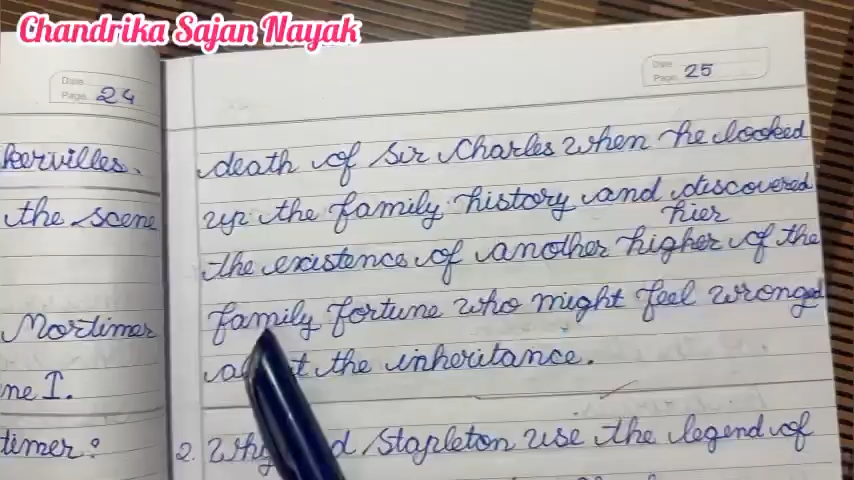 Chandrika Sajan Nayak
Date
Page 24
kervilles.
the scene
Mortimer
ne I.
timer:
Date
Page 25
death of Sir Charles when he looked
up the family history and discovered
hier
the existence of another higher of the
family fortune who might feel wronged
the inheritance.
2. Stapleton use the legend of